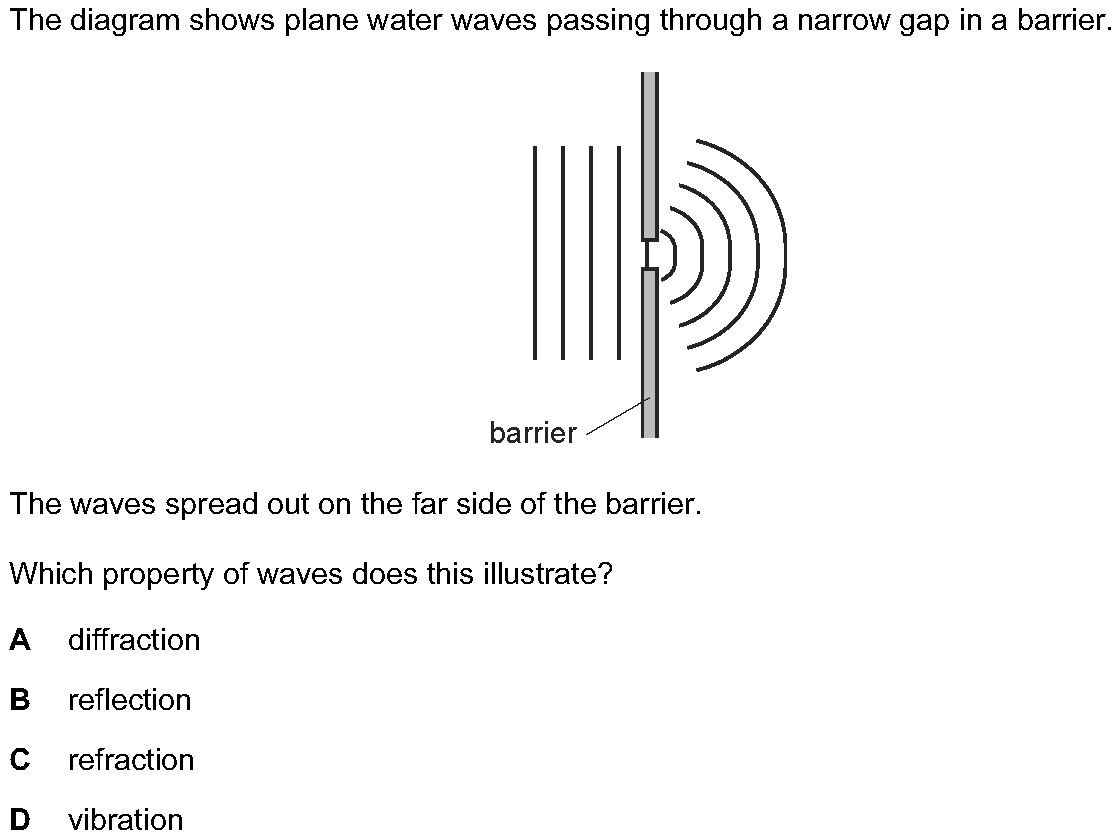 The diagram shows plane water waves passing through a narrow gap in a barrier.
barrier
The waves spread out on the far side of the barrier.
Which property of waves does this illustrate?
A diffraction
B reflection
C refraction
D vibration